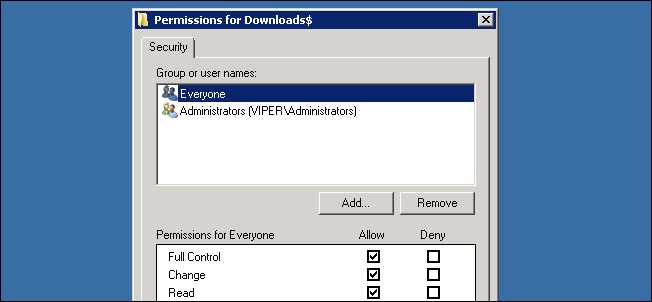 Permissions for Downloads$
Security
Group or user names:
Everyone
Administrators (VIPER\Administrators)
Add... Remove
Permissions for Everyone Allow Deny
Full Control
Change
Read